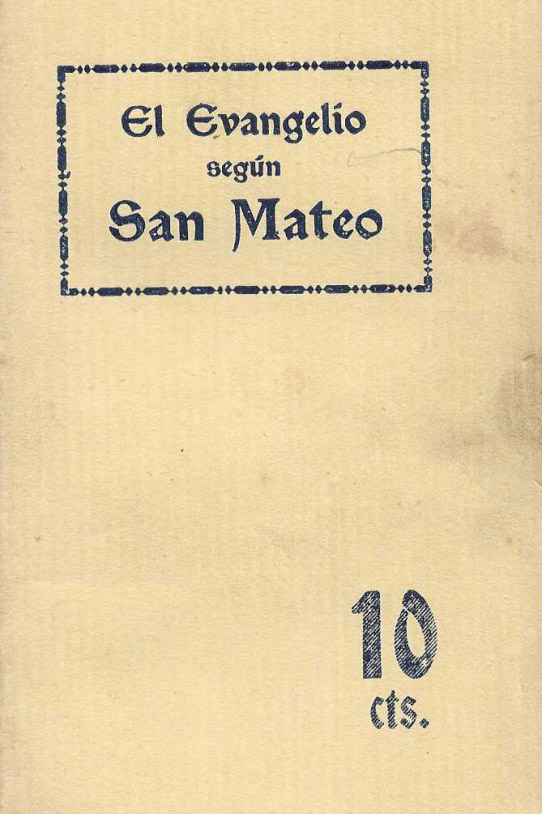 El Evangelio
según
San Mateo
10
cts.